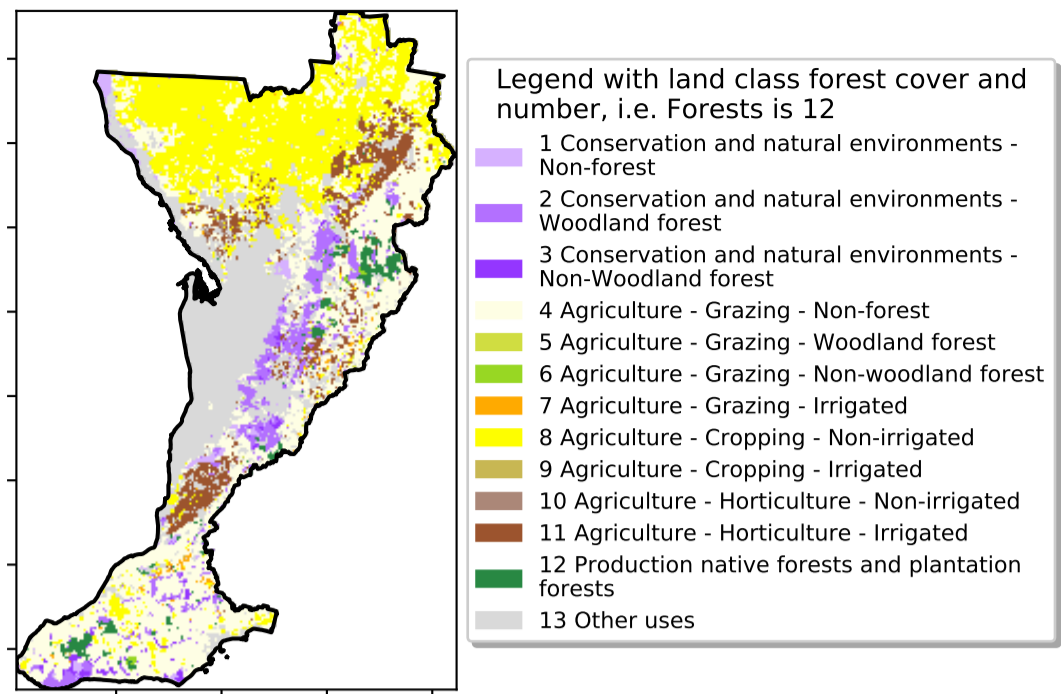 Legend with land class forest cover and
number, i.e. Forests is 12
1 Conservation and natural environments -
Non-forest
2 Conservation and natural environments -
Woodland forest
3 Conservation and natural environments -
Non-Woodland forest
4 Agriculture - Grazing - Non-forest
5 Agriculture - Grazing - Woodland forest
6 Agriculture - Grazing - Non-woodland forest
7 Agriculture - Grazing - Irrigated
8 Agriculture - Cropping - Non-irrigated
9 Agriculture - Cropping - Irrigated
10 Agriculture - Horticulture - Non-irrigated
11 Agriculture - Horticulture - Irrigated
12 Production native forests and plantation
forests
13 Other uses